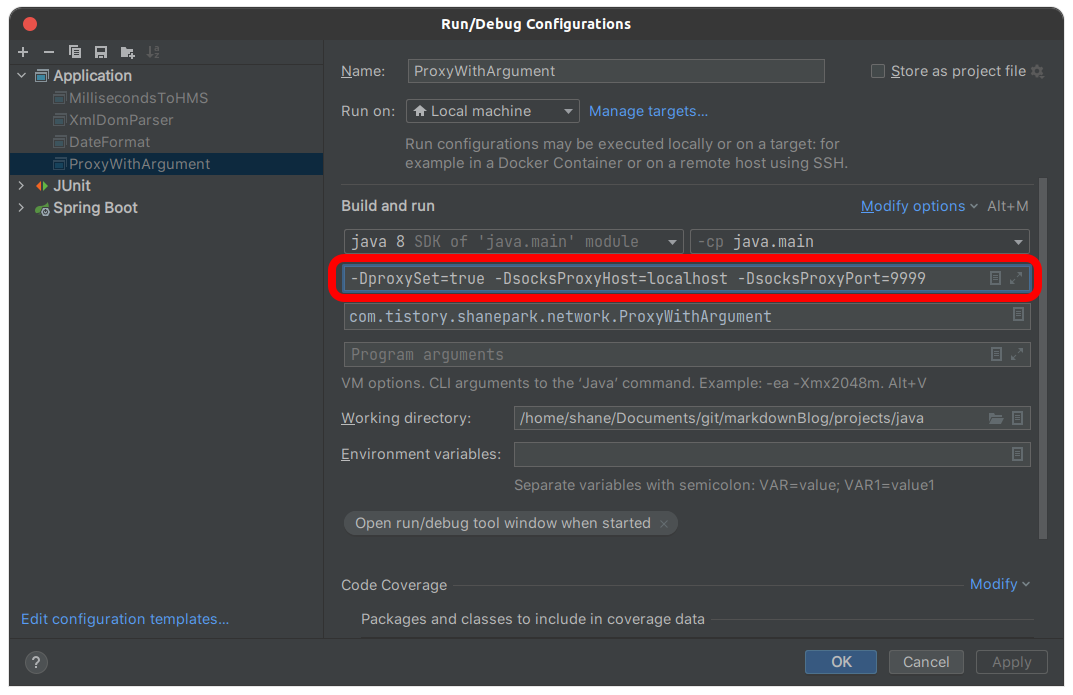 Run/Debug Configurations
Application
MillisecondsToHMS
XmlDomParser
DateFormat
ProxyWithArgument
JUnit
Spring Boot
Edit configuration templates...
Name: ProxyWithArgument Store as project file
Run on: Local machine Manage targets...
Run configurations may be executed locally or on a target: for
example in a Docker Container or on a remote host using SSH.
Build and run Modify options Alt+M
java 8 SDK of 'java.main' module -cp java.main
-DproxySet=true -DsocksProxyHost=localhost -DsocksProxyPort=9999
com.tistory.shanepark.network.ProxyWithArgument
Program arguments
VM options. CLI arguments to the ‘Java’ command. Example: -ea -Xmx2048m. Alt+V
Working directory: /home/shane/Documents/git/markdownBlog/projects/java
Environment variables:
Separate variables with semicolon: VAR=value; VAR1=value1
Open run/debug tool window when started ×
Code Coverage Modify
Packages and classes to include in coverage data
? OK Cancel Apply